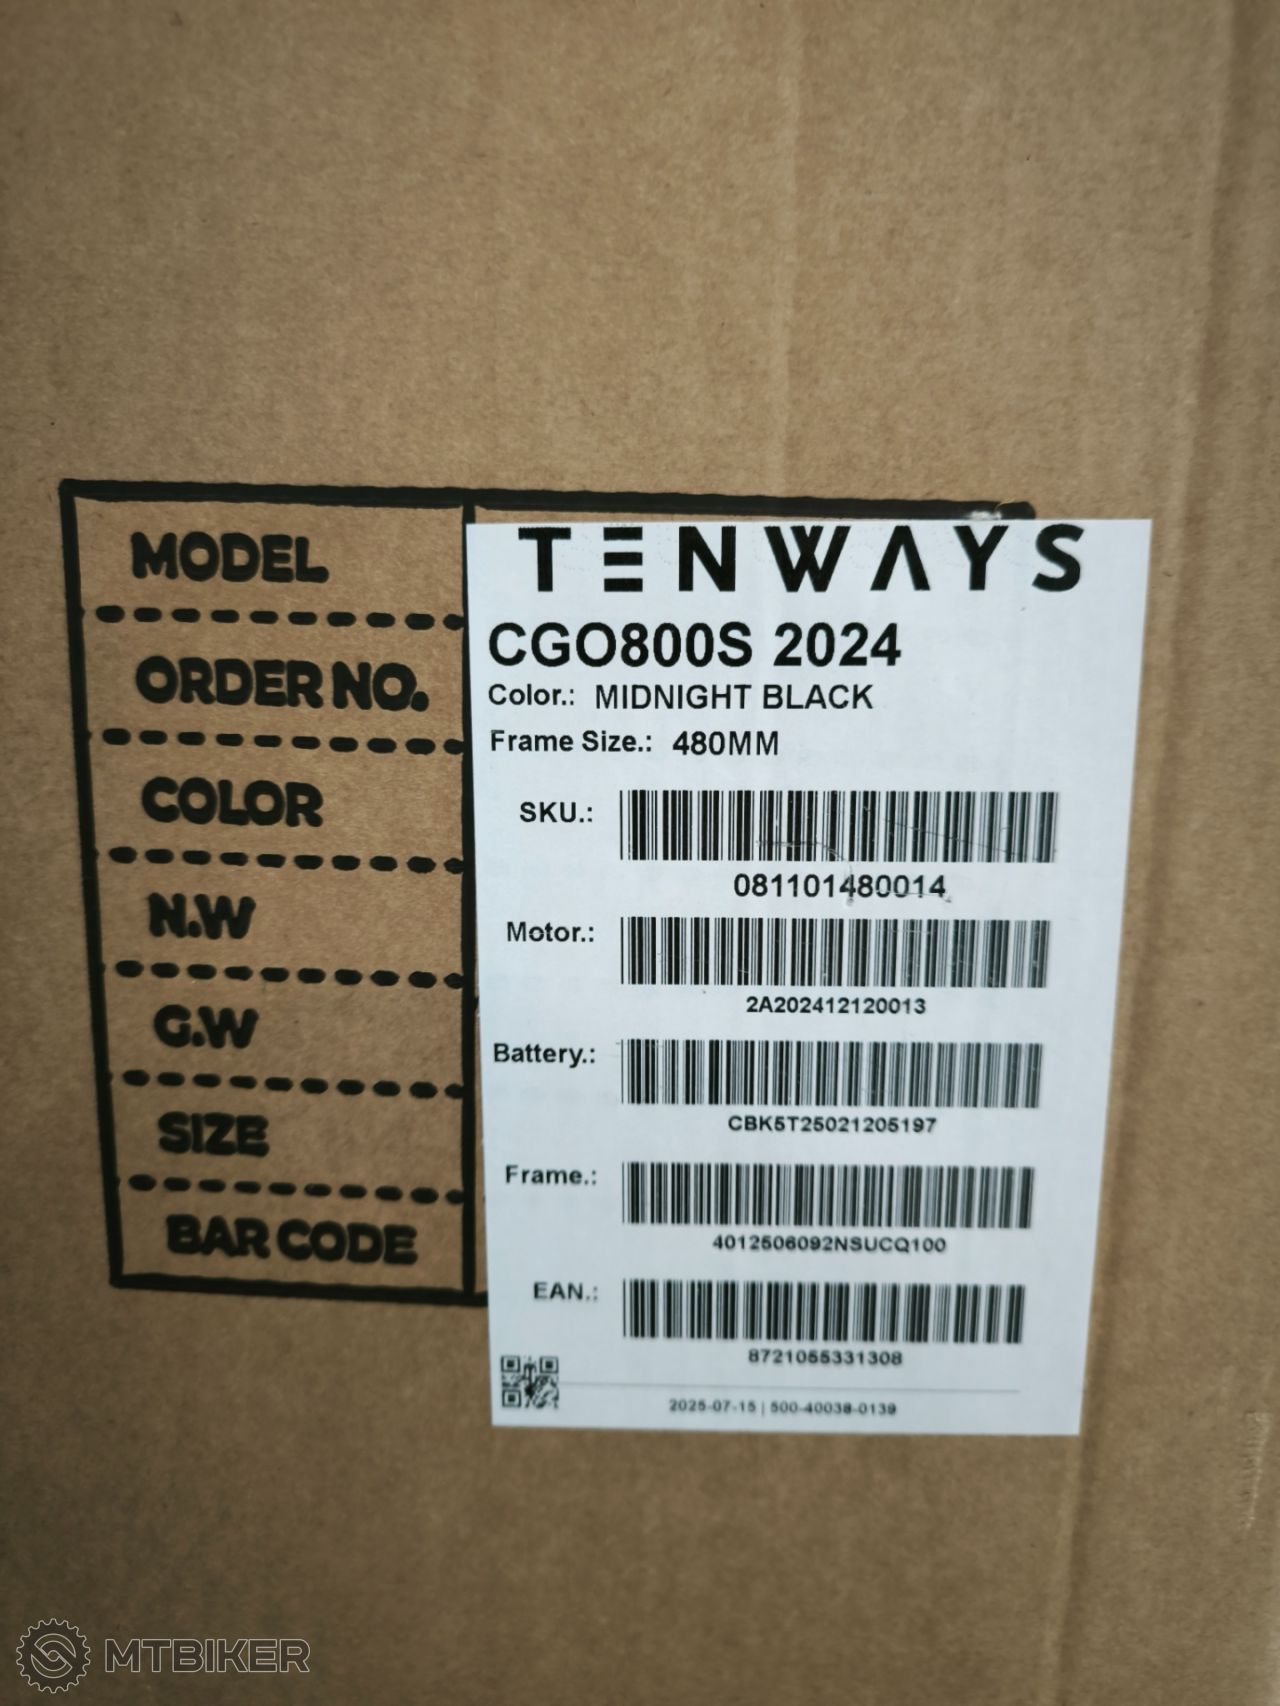 MODEL
ORDER NO.
COLOR
N.W
G.W
SIZE
BAR CODE
TENWAYS
CGO800S 2024
Color.: MIDNIGHT BLACK
Frame Size.: 480MM
SKU.:
081101480014
Motor.:
2A202412120013
Battery.:
CBK5T25021205197
Frame.:
4012506092NSUCQ100
EAN.:
8721055331308
2025-07-15 | 500-40038-0139
MTBIKER